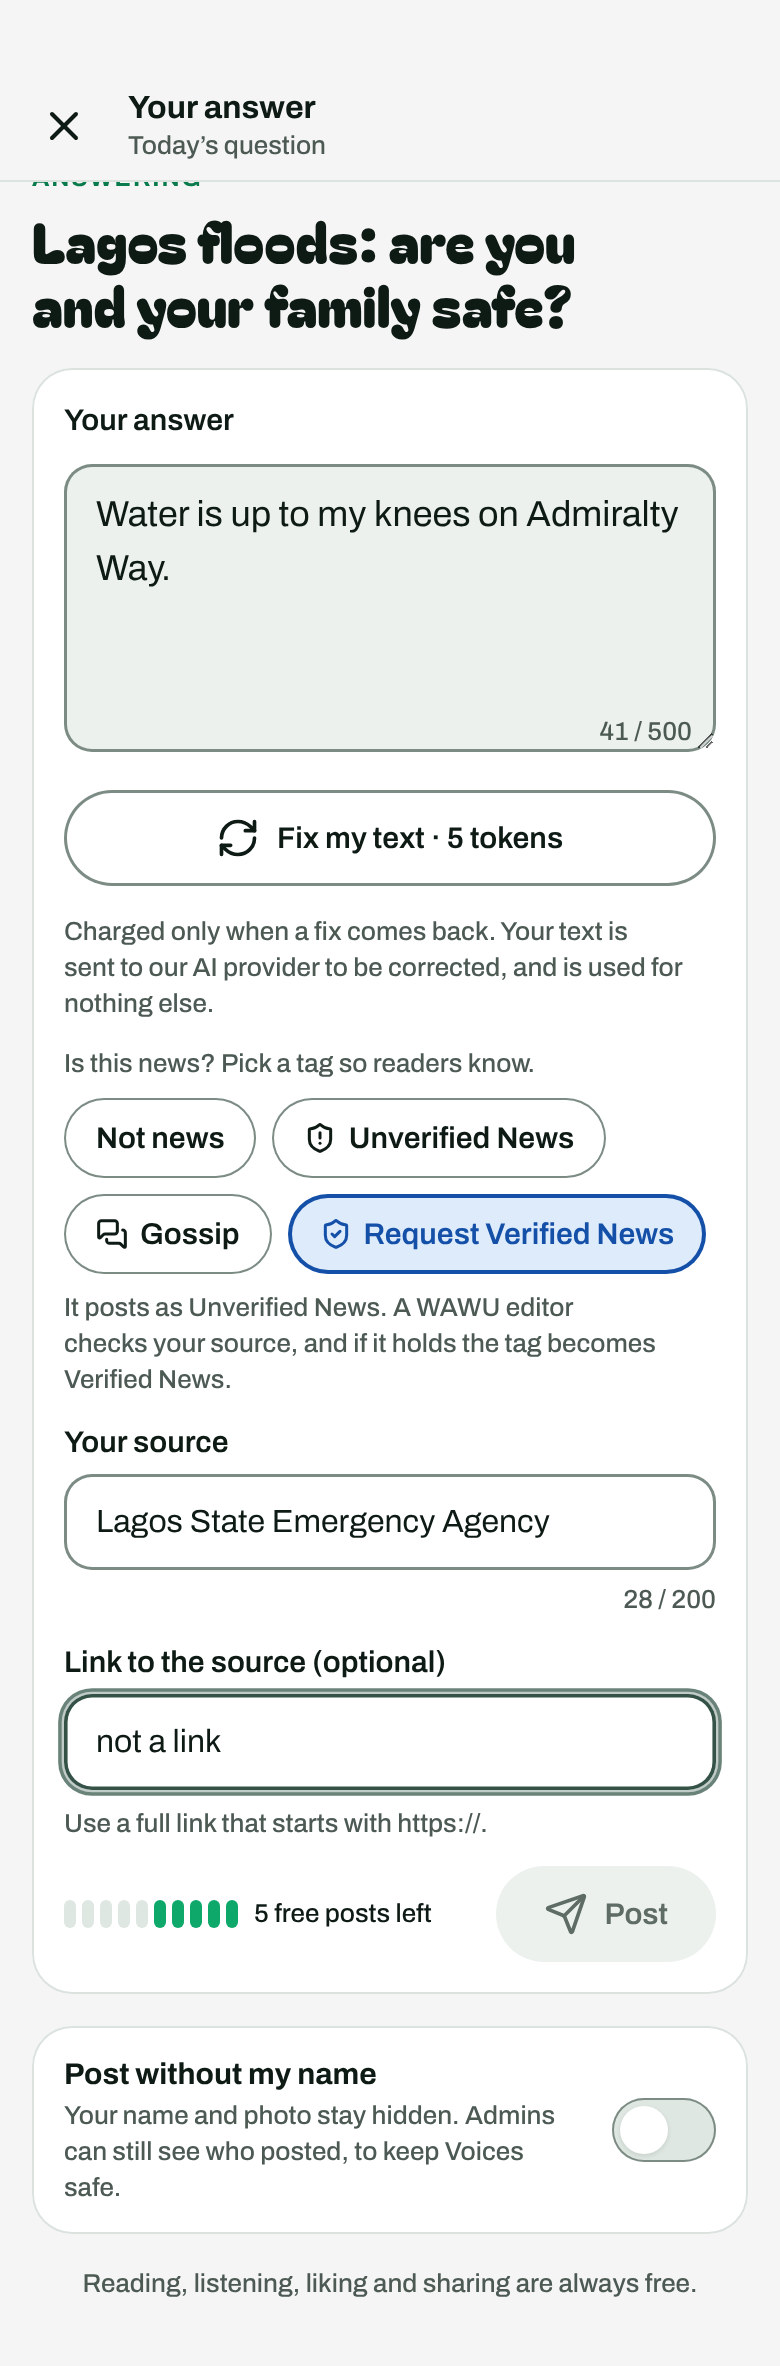 Your answer
Today’s question
ANSWERING
Lagos floods: are you
and your family safe?
Your answer
Water is up to my knees on Admiralty
Way.
41 / 500
Fix my text · 5 tokens
Charged only when a fix comes back. Your text is
sent to our AI provider to be corrected, and is used for
nothing else.
Is this news? Pick a tag so readers know.
Not news
Unverified News
Gossip
Request Verified News
It posts as Unverified News. A WAWU editor
checks your source, and if it holds the tag becomes
Verified News.
Your source
Lagos State Emergency Agency
28 / 200
Link to the source (optional)
not a link
Use a full link that starts with https://.
5 free posts left
Post
Post without my name
Your name and photo stay hidden. Admins
can still see who posted, to keep Voices
safe.
Reading, listening, liking and sharing are always free.